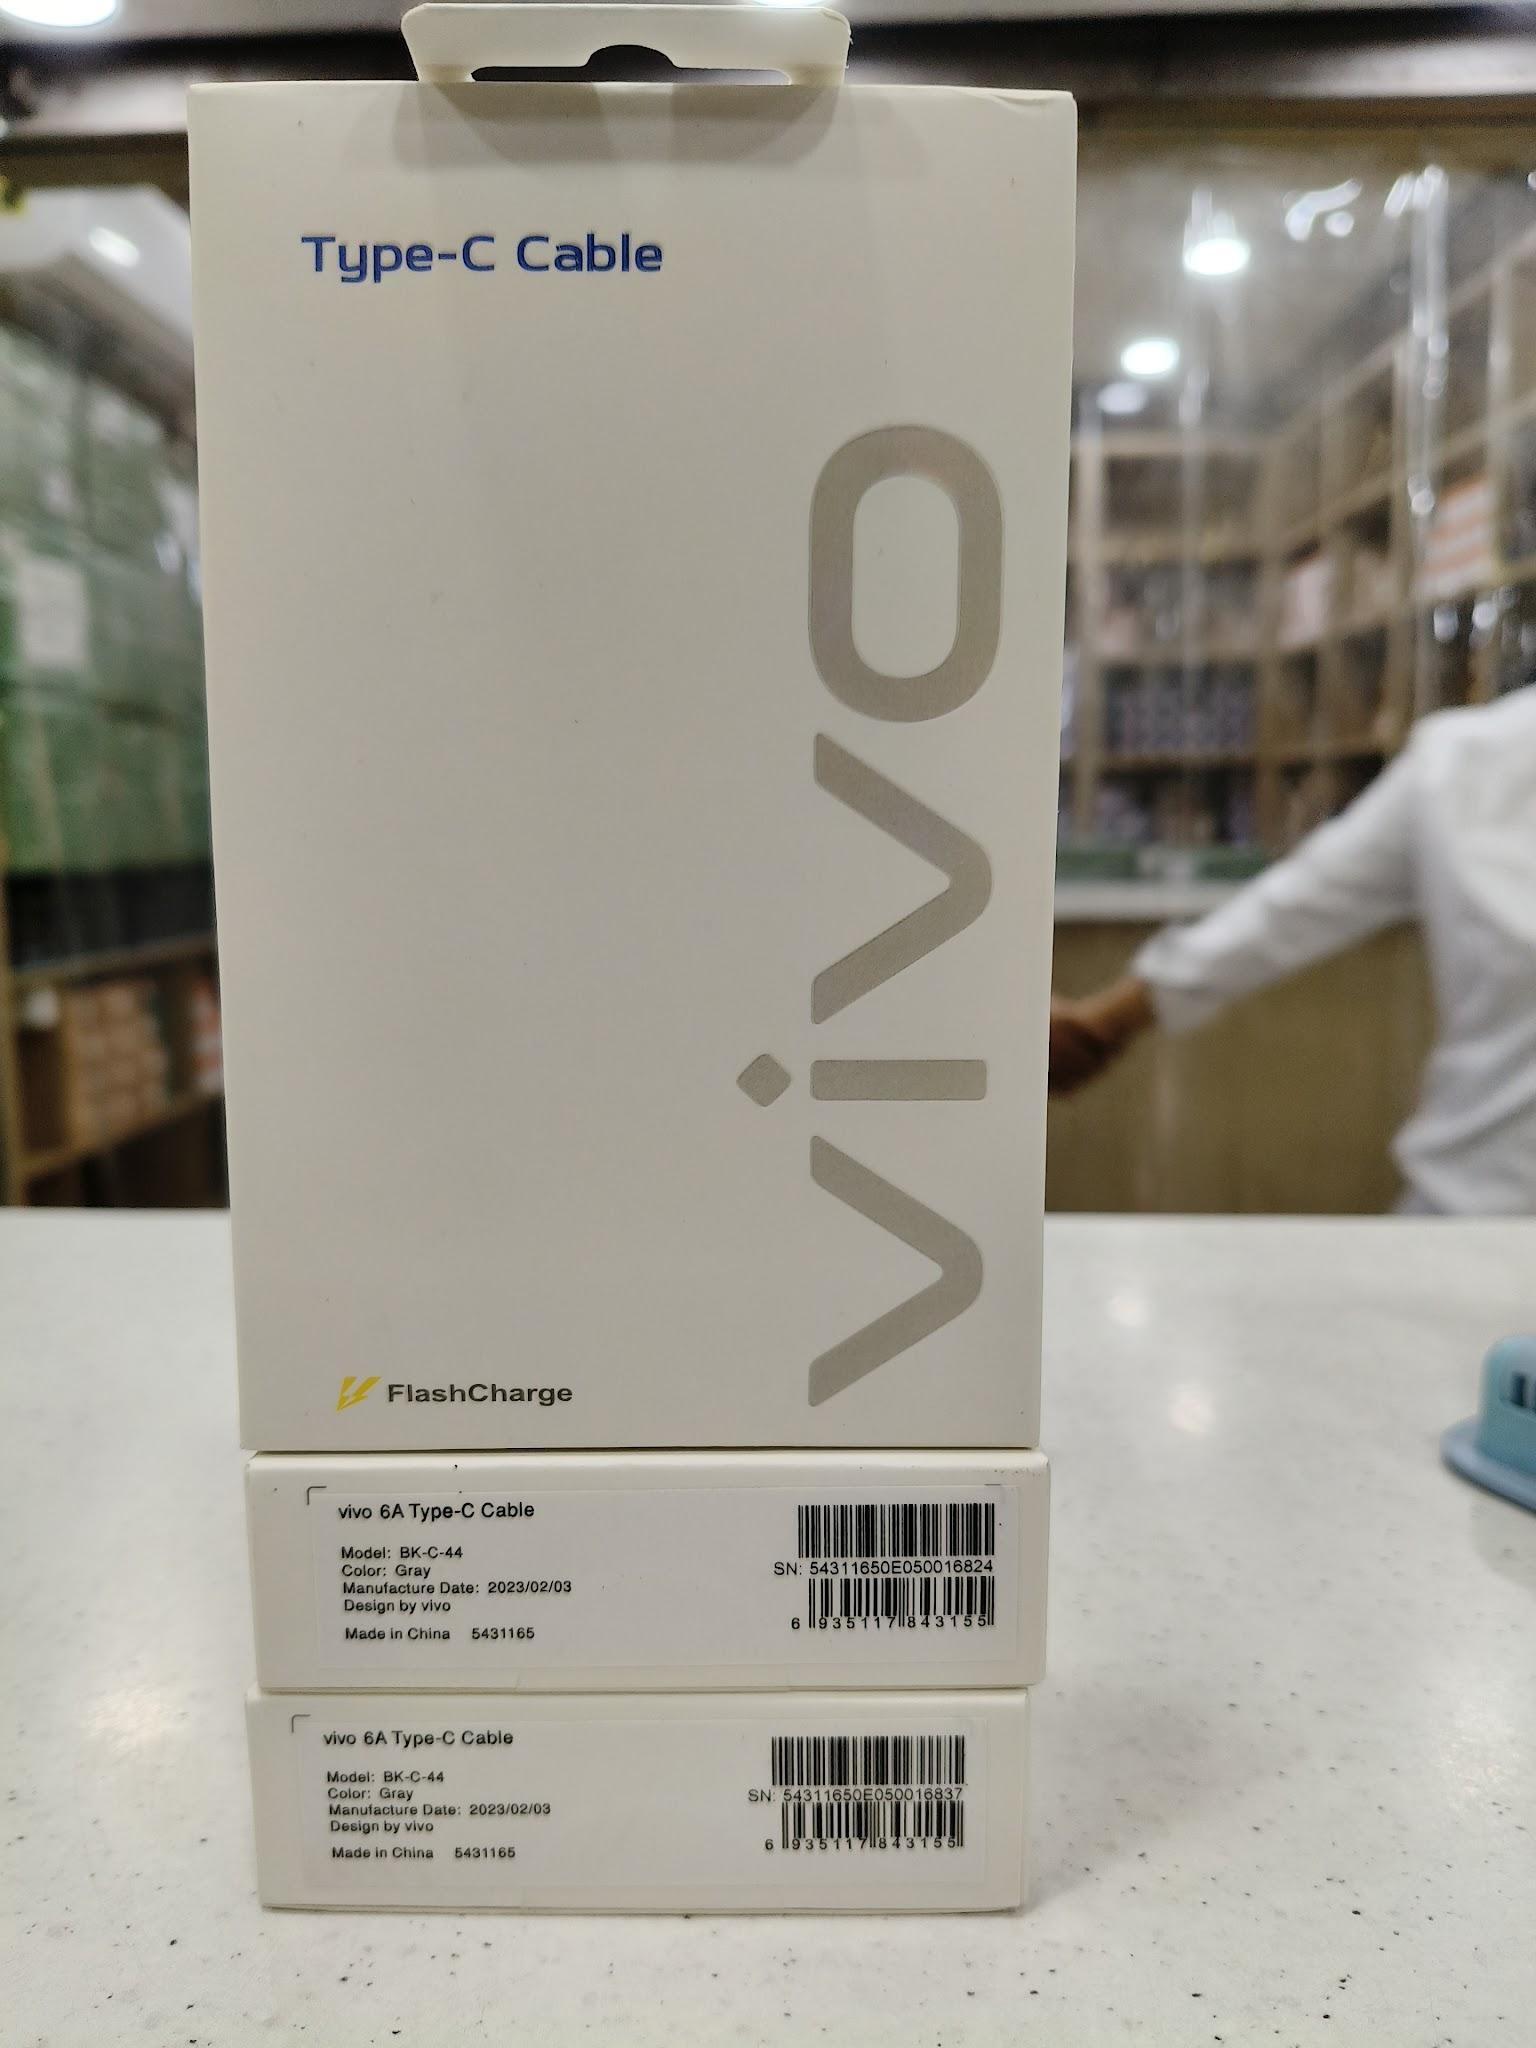 Type-C Cable
vivo
FlashCharge
vivo 6A Type-C Cable
Model: BK-C-44
Color: Gray
Manufacture Date: 2023/02/03
Design by vivo
Made in China 5431165
SN: 54311650E050016824
6 935117 843155
vivo 6A Type-C Cable
Model: BK-C-44
Color: Gray
Manufacture Date: 2023/02/03
Design by vivo
Made in China 5431165
SN: 54311650E050016837
6 935117 843155